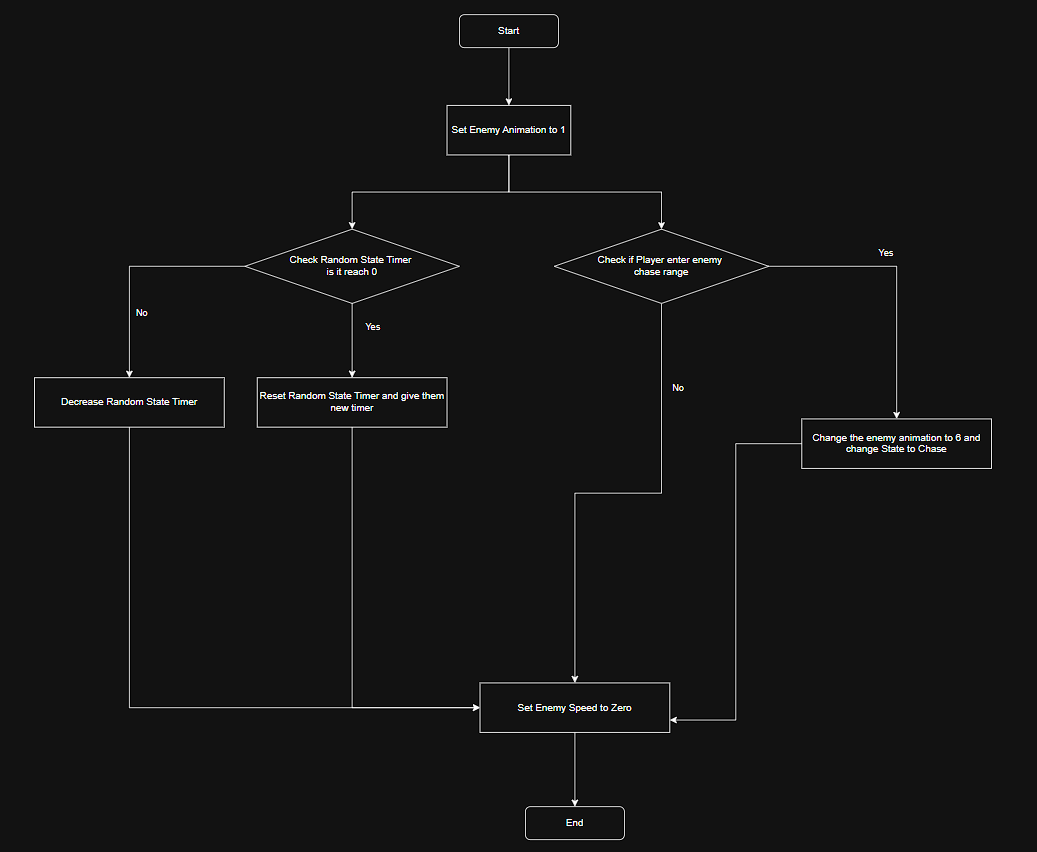 Start
Set Enemy Animation to 1
Check Random State Timer
is it reach 0
Check if Player enter enemy
chase range
Yes
No
Yes
No
Decrease Random State Timer
Reset Random State Timer and give them
new timer
Change the enemy animation to 6 and
change State to Chase
Set Enemy Speed to Zero
End